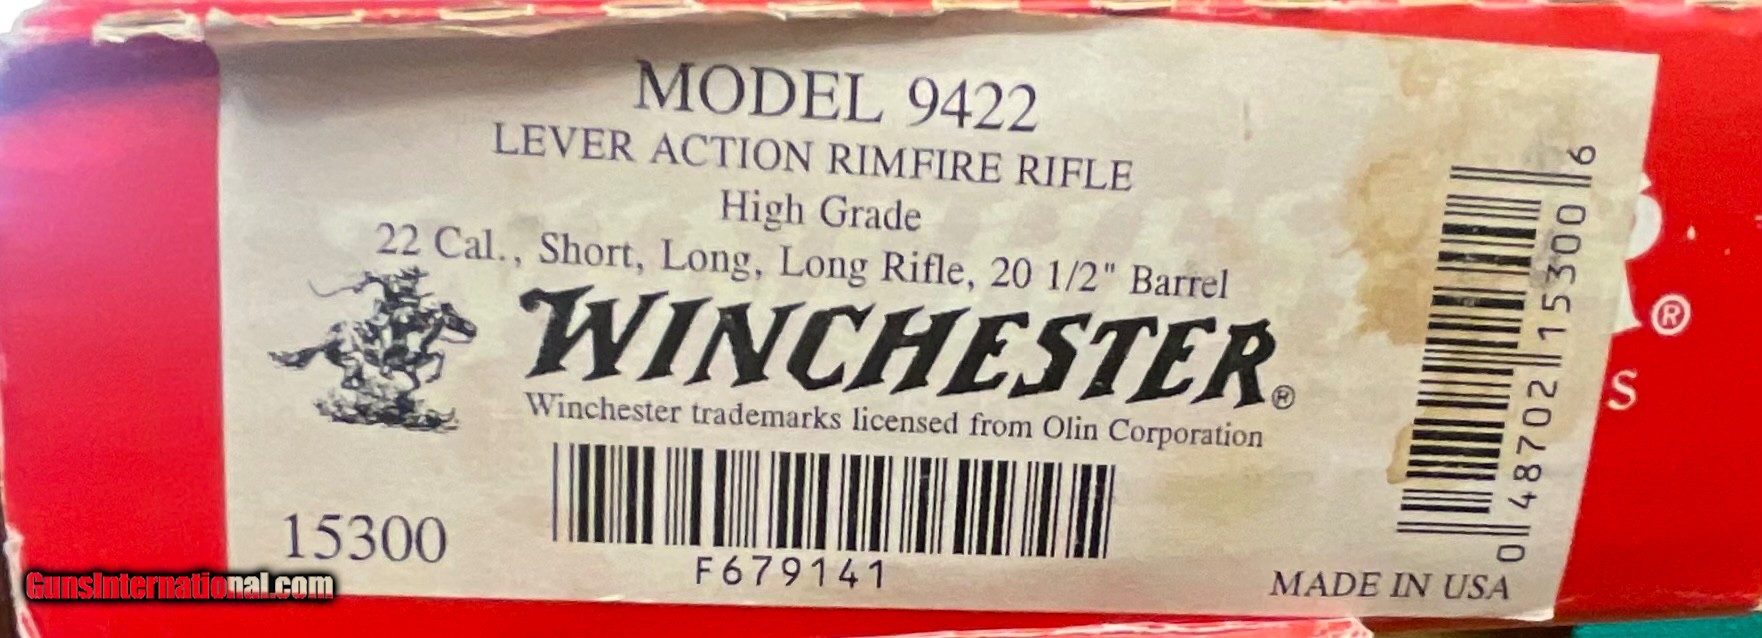 MODEL 9422
LEVER ACTION RIMFIRE RIFLE
High Grade
22 Cal., Short, Long, Long Rifle, 20 1/2" Barrel
WINCHESTER®
Winchester trademarks licensed from Olin Corporation
15300
F679141
MADE IN USA
0 48702 15300 6
®
S
GunsInternational.com